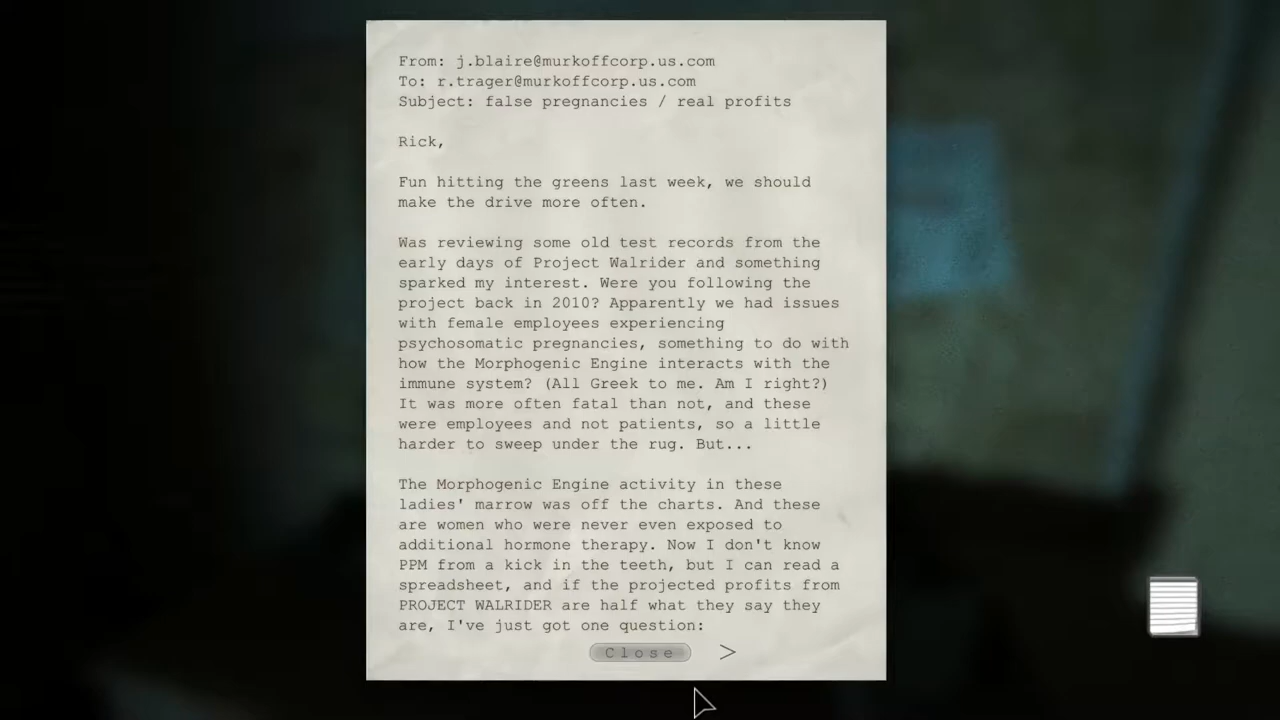 From: j.blaire@murkoffcorp.us.com
To: r.trager@murkoffcorp.us.com
Subject: false pregnancies / real profits
Rick,
Fun hitting the greens last week, we should
make the drive more often.
Was reviewing some old test records from the
early days of Project Walrider and something
sparked my interest. Were you following the
project back in 2010? Apparently we had issues
with female employees experiencing
psychosomatic pregnancies, something to do with
how the Morphogenic Engine interacts with the
immune system? (All Greek to me. Am I right?)
It was more often fatal than not, and these
were employees and not patients, so a little
harder to sweep under the rug. But...
The Morphogenic Engine activity in these
ladies' marrow was off the charts. And these
are women who were never even exposed to
additional hormone therapy. Now I don't know
PPM from a kick in the teeth, but I can read a
spreadsheet, and if the projected profits from
PROJECT WALRIDER are half what they say they
are, I've just got one question:
Close >